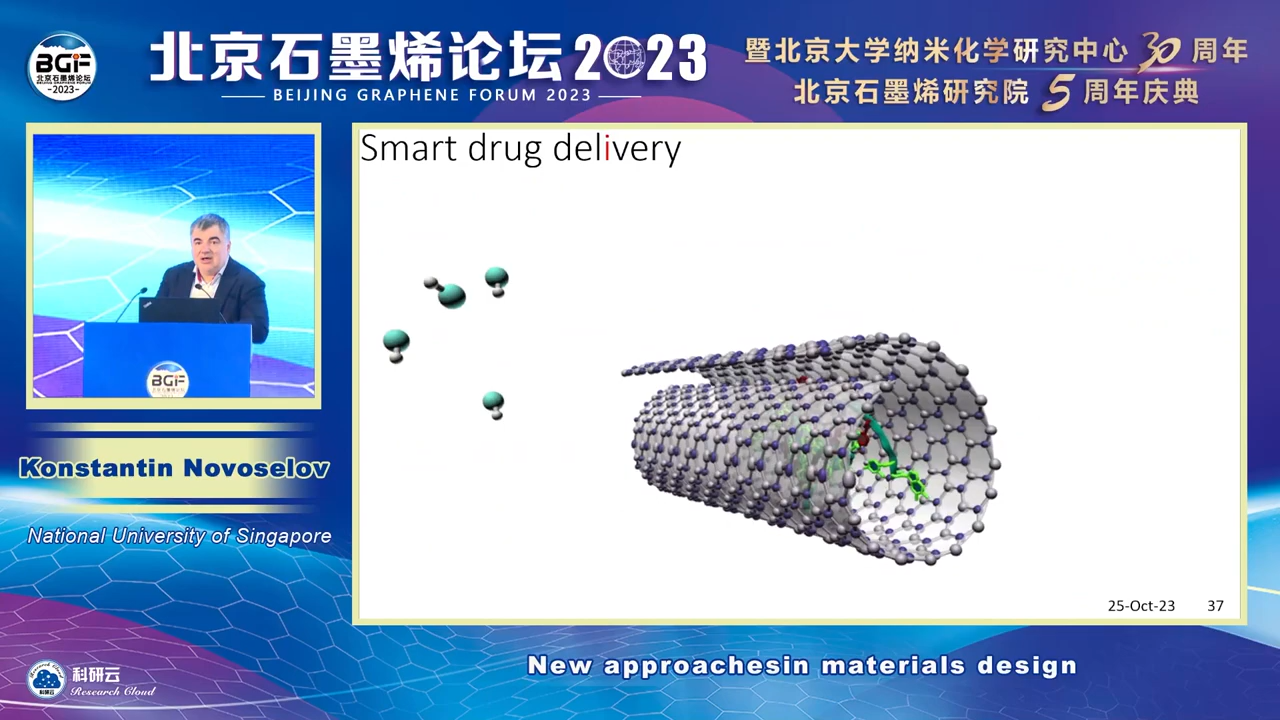 BGF
北京石墨烯论坛
-2023-
北京石墨烯论坛2023
BEIJING GRAPHENE FORUM 2023
暨北京大学纳米化学研究中心30周年
北京石墨烯研究院5周年庆典
Smart drug delivery
BGF
Konstantin Novoselov
National University of Singapore
25-Oct-23 37
科研云
Research Cloud
科研云
New approachesin materials design